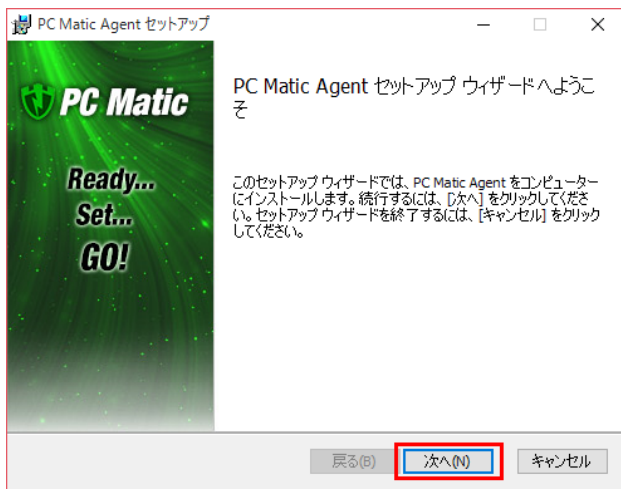 PC Matic Agent セットアップ
PC Matic
Ready...
Set...
GO!
PC Matic Agent セットアップ ウィザードへようこ
そ
このセットアップ ウィザードでは、PC Matic Agent をコンピューター
にインストールします。続行するには、[次へ] をクリックしてくださ
い。セットアップ ウィザードを終了するには、[キャンセル] をクリック
してください。
戻る(B)
次へ(N)
キャンセル